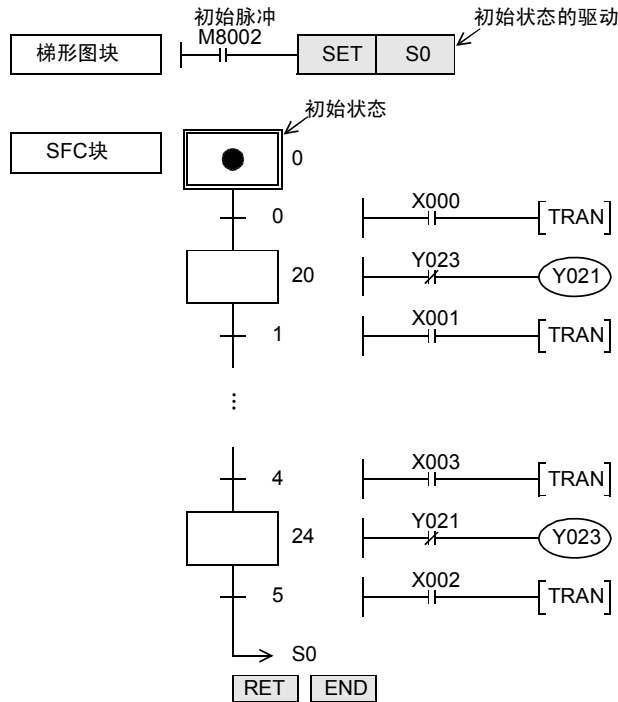 初始脉冲
初始状态的驱动
梯形图块
M8002
SET S0
初始状态
SFC块
0
0
X000
TRAN
20
Y023
Y021
1
X001
TRAN
⋮
4
X003
TRAN
24
Y021
Y023
5
X002
TRAN
S0
RET END